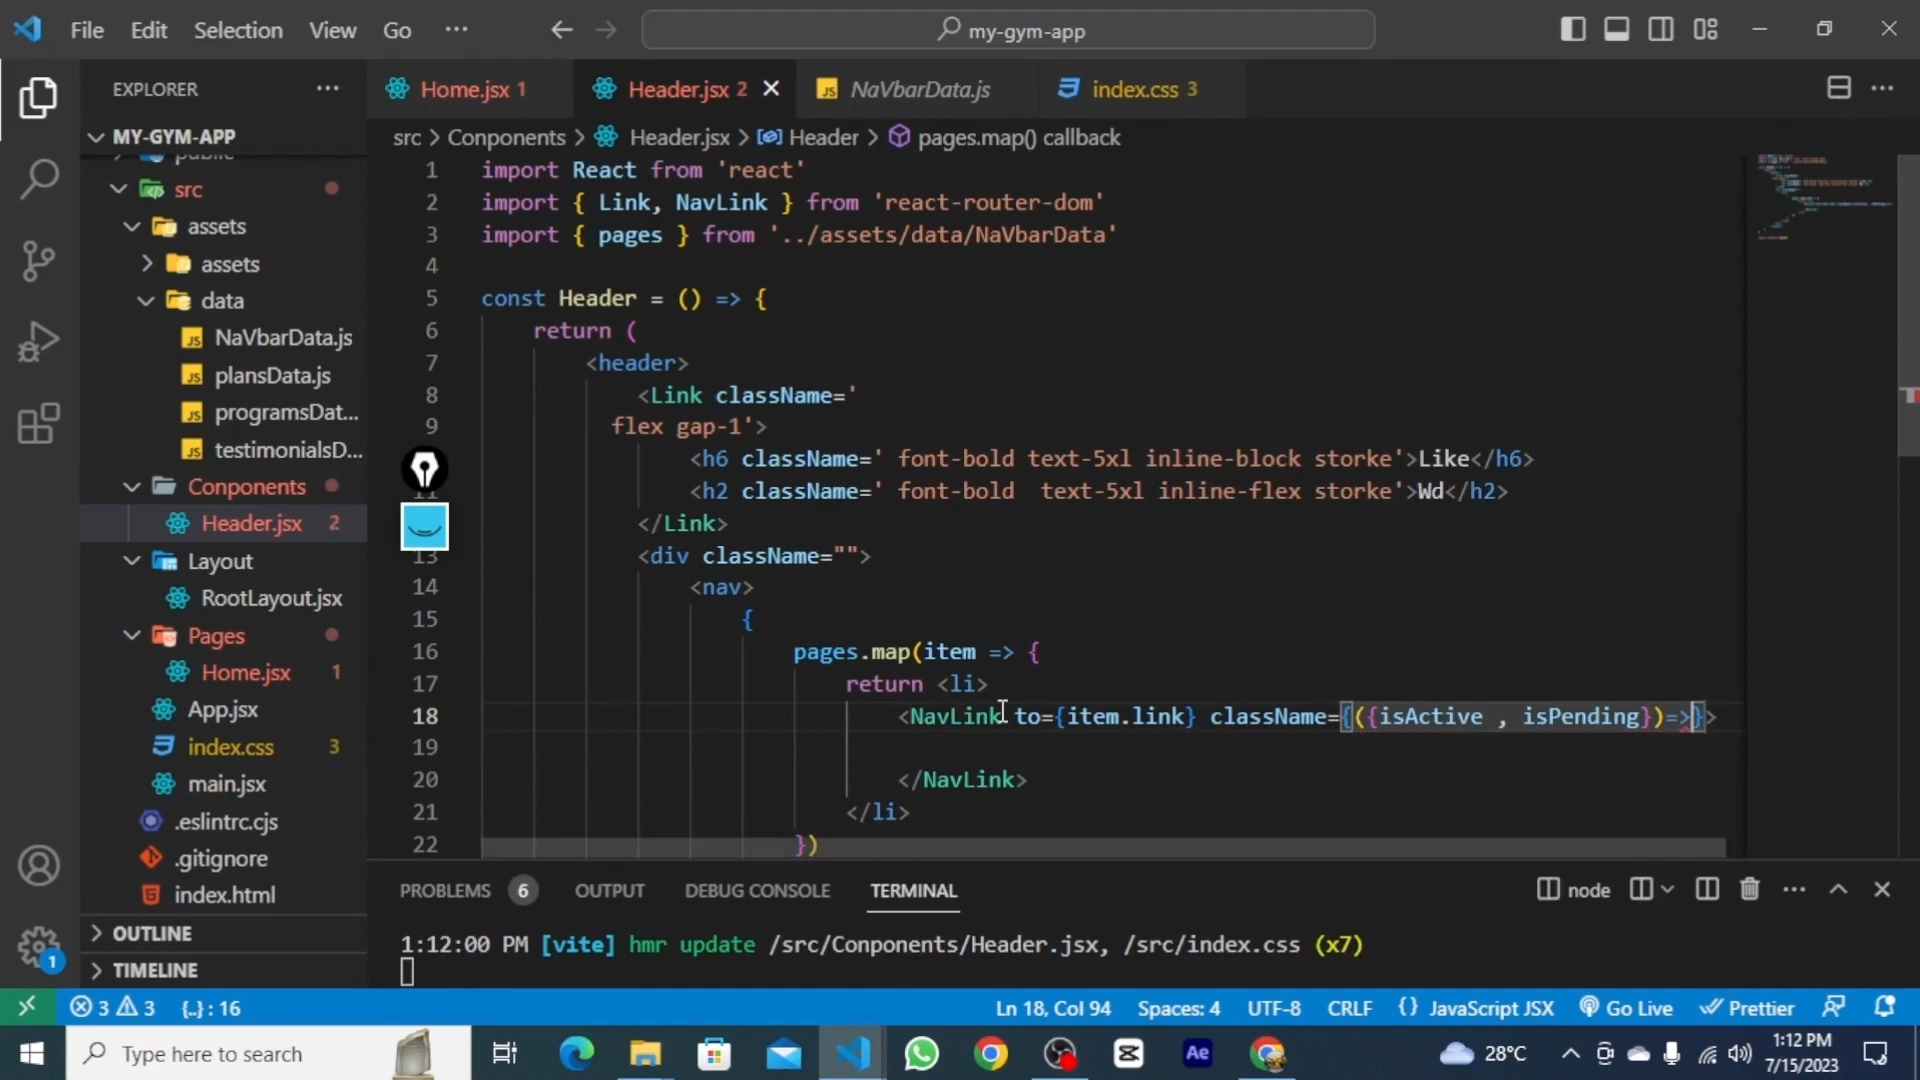 File Edit Selection View Go ··· my-gym-app
EXPLORER ···
Home.jsx 1 Header.jsx 2 NaVbarData.js index.css 3
MY-GYM-APP
src > Conponents > Header.jsx > Header > pages.map() callback
public
src
assets
assets
data
NaVbarData.js
plansData.js
programsDat...
testimonialsD...
Conponents
Header.jsx 2
Layout
RootLayout.jsx
Pages
Home.jsx 1
App.jsx
index.css 3
main.jsx
.eslintrc.cjs
.gitignore
index.html
OUTLINE
TIMELINE
1 import React from 'react'
2 import { Link, NavLink } from 'react-router-dom'
3 import { pages } from '../assets/data/NaVbarData'
4
5 const Header = () => {
6 return (
7 <header>
8 <Link className='
9 flex gap-1'>
<h6 className=' font-bold text-5xl inline-block storke'>Like</h6>
11 <h2 className=' font-bold  text-5xl inline-flex storke'>Wd</h2>
</Link>
13 <div className="">
14 <nav>
15 {
16 pages.map(item => {
17 return <li>
18 <NavLink to={item.link} className={({isActive , isPending})=>}>
19
20 </NavLink>
21 </li>
22 })
PROBLEMS 6 OUTPUT DEBUG CONSOLE TERMINAL node ···
1:12:00 PM [vite] hmr update /src/Conponents/Header.jsx, /src/index.css (x7)
1
3 3 {..} : 16 Ln 18, Col 94 Spaces: 4 UTF-8 CRLF {} JavaScript JSX Go Live Prettier
Type here to search Ae 28°C 1:12 PM
7/15/2023